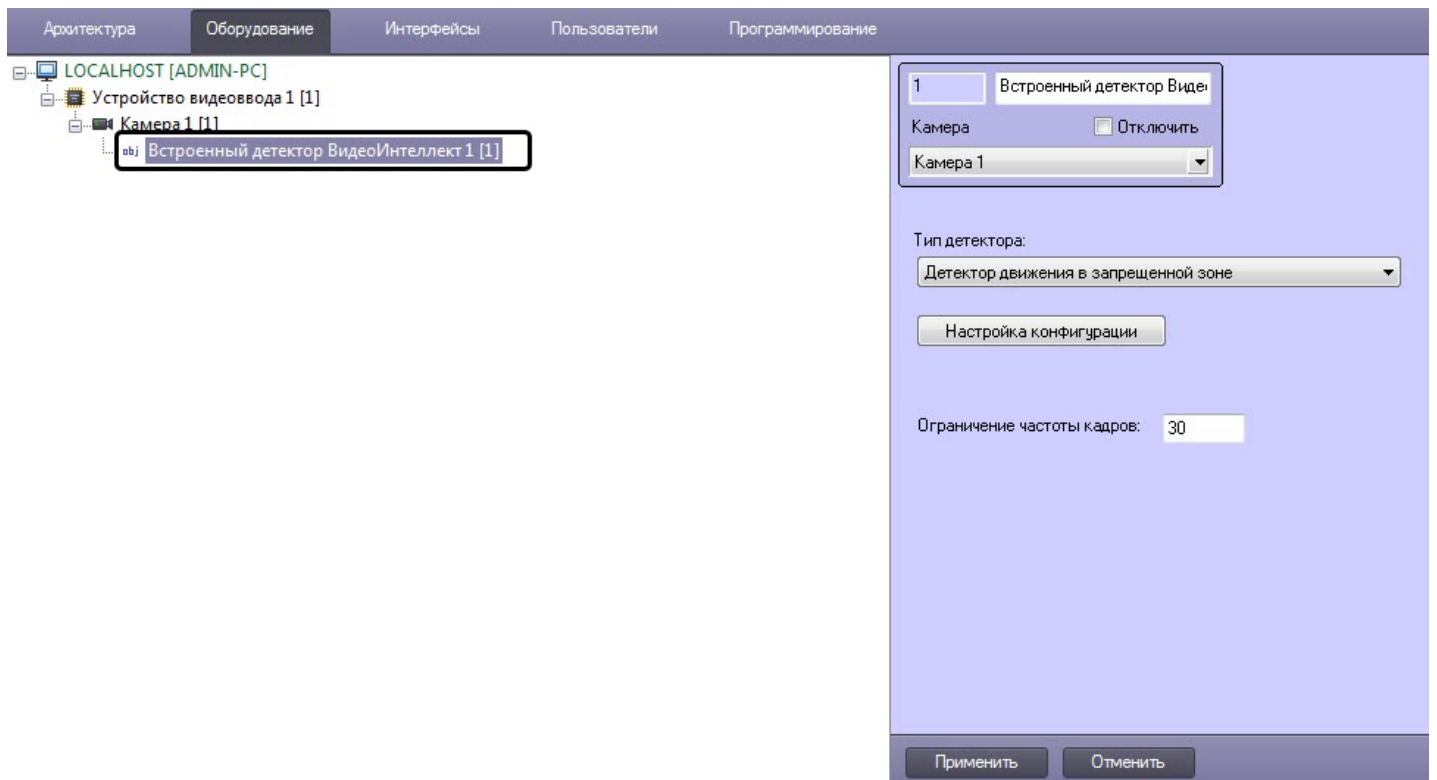 Архитектура Оборудование Интерфейсы Пользователи Программирование
LOCALHOST [ADMIN-PC]
Устройство видеоввода 1 [1]
Камера 1 [1]
obj Встроенный детектор ВидеоИнтеллект 1 [1]
1 Встроенный детектор Виде
Камера Отключить
Камера 1
Тип детектора:
Детектор движения в запрещенной зоне
Настройка конфигурации
Ограничение частоты кадров: 30
Применить Отменить